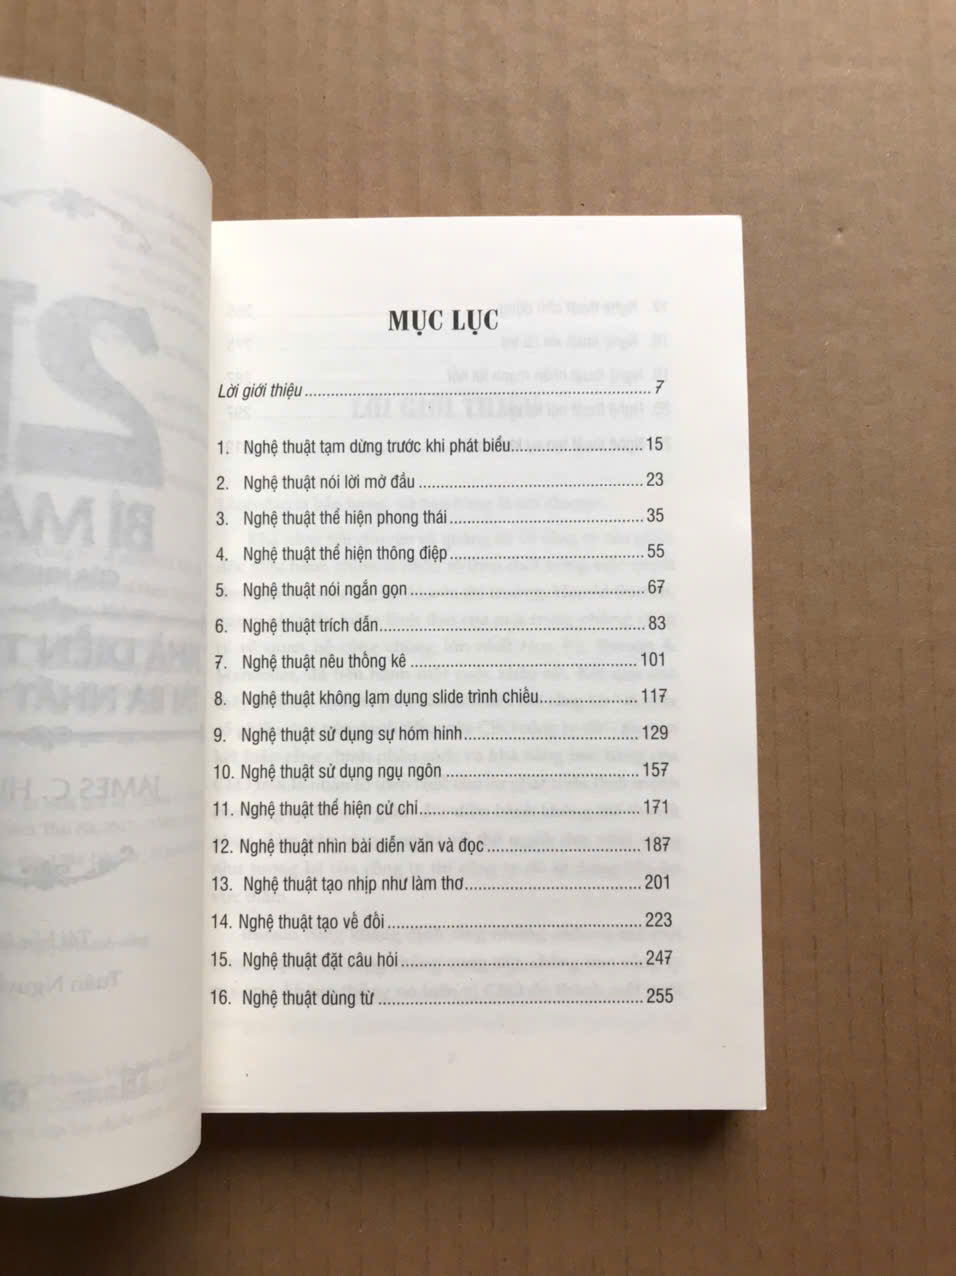 MỤC LỤC
Lời giới thiệu........................................................ 7
1. Nghệ thuật tạm dừng trước khi phát biểu........................ 15
2. Nghệ thuật nói lời mở đầu........................................ 23
3. Nghệ thuật thể hiện phong thái................................... 35
4. Nghệ thuật thể hiện thông điệp................................... 55
5. Nghệ thuật nói ngắn gọn.......................................... 67
6. Nghệ thuật trích dẫn............................................. 83
7. Nghệ thuật nêu thống kê......................................... 101
8. Nghệ thuật không lạm dụng slide trình chiếu................... 117
9. Nghệ thuật sử dụng sự hóm hỉnh................................ 129
10. Nghệ thuật sử dụng ngụ ngôn................................... 157
11. Nghệ thuật thể hiện cử chỉ..................................... 171
12. Nghệ thuật nhìn bài diễn văn và đọc........................... 187
13. Nghệ thuật tạo nhịp như làm thơ............................... 201
14. Nghệ thuật tạo vế đối.......................................... 223
15. Nghệ thuật đặt câu hỏi......................................... 247
16. Nghệ thuật dùng từ............................................. 255